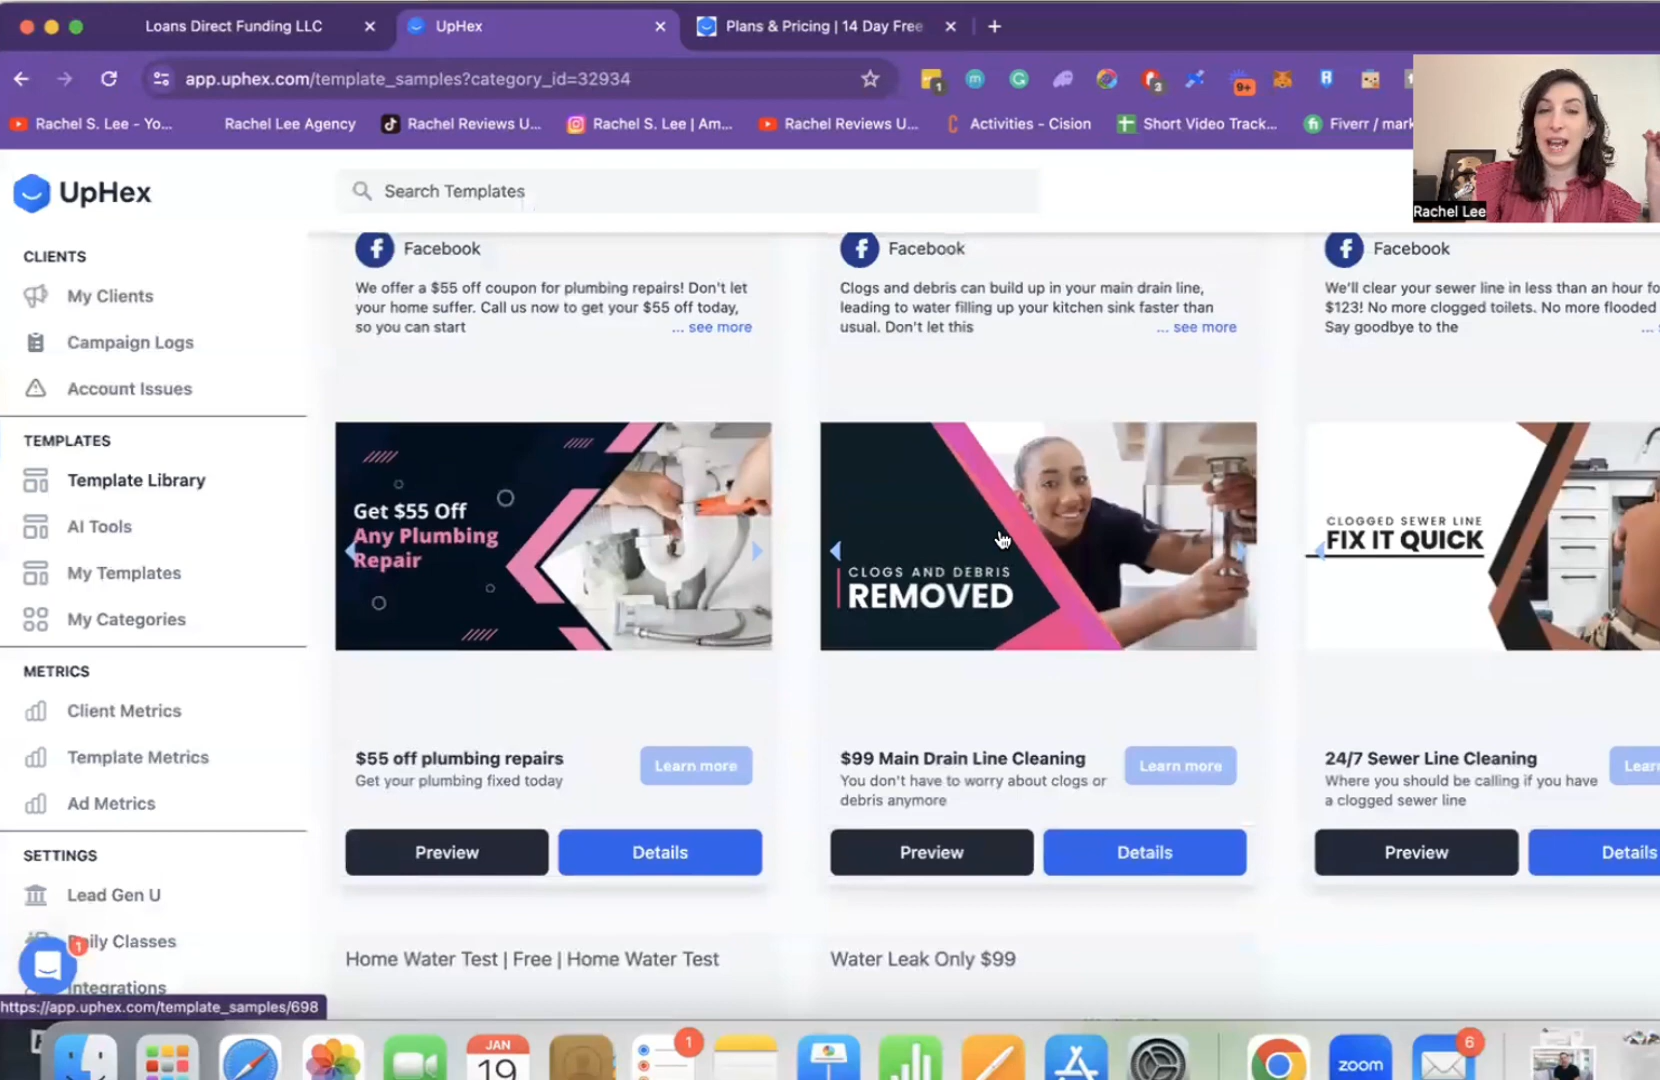 Loans Direct Funding LLC
UpHex
Plans & Pricing | 14 Day Free
app.uphex.com/template_samples?category_id=32934
1
3
9+
Rachel S. Lee - Yo...
Rachel Lee Agency
Rachel Reviews U...
Rachel S. Lee | Am...
Rachel Reviews U...
Activities - Cision
Short Video Track...
Fiverr / mark
Rachel Lee
UpHex
Search Templates
CLIENTS
My Clients
Campaign Logs
Account Issues
TEMPLATES
Template Library
AI Tools
My Templates
My Categories
METRICS
Client Metrics
Template Metrics
Ad Metrics
SETTINGS
Lead Gen U
ily Classes
Integrations
1
https://app.uphex.com/template_samples/698
Facebook
We offer a $55 off coupon for plumbing repairs! Don't let
your home suffer. Call us now to get your $55 off today,
so you can start
... see more
Get $55 Off
Any Plumbing
Repair
$55 off plumbing repairs
Get your plumbing fixed today
Learn more
Preview
Details
Facebook
Clogs and debris can build up in your main drain line,
leading to water filling up your kitchen sink faster than
usual. Don't let this
... see more
CLOGS AND DEBRIS
REMOVED
$99 Main Drain Line Cleaning
You don't have to worry about clogs or
debris anymore
Learn more
Preview
Details
Facebook
We'll clear your sewer line in less than an hour fo
$123! No more clogged toilets. No more flooded
Say goodbye to the
...
CLOGGED SEWER LINE
FIX IT QUICK
24/7 Sewer Line Cleaning
Where you should be calling if you have
a clogged sewer line
Lear
Preview
Details
Home Water Test | Free | Home Water Test
Water Leak Only $99
JAN
19
1
zoom
6